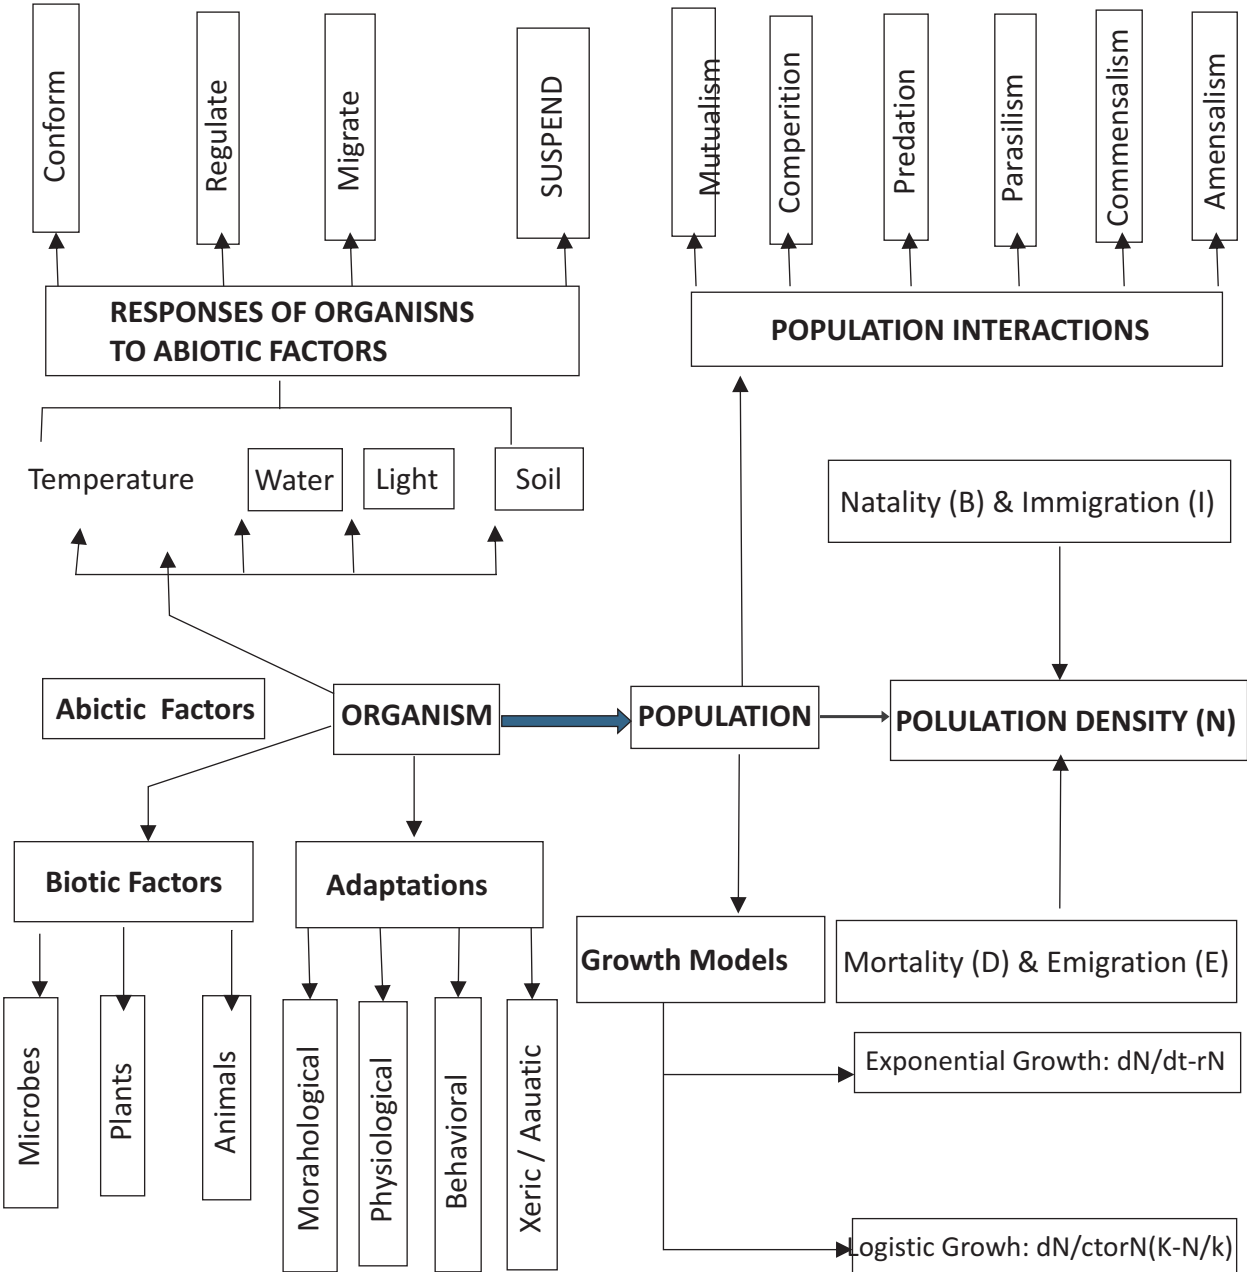 Conform
Regulate
Migrate
SUSPEND
Mutualism
Comperition
Predation
Parasilism
Commensalism
Amensalism
RESPONSES OF ORGANISNS
TO ABIOTIC FACTORS
POPULATION INTERACTIONS
Temperature
Water
Light
Soil
Natality (B) & Immigration (I)
Abictic Factors
ORGANISM
POPULATION
POLULATION DENSITY (N)
Biotic Factors
Adaptations
Growth Models
Mortality (D) & Emigration (E)
Microbes
Plants
Animals
Morahological
Physiological
Behavioral
Xeric / Aauatic
Exponential Growth: dN/dt-rN
Logistic Growh: dN/ctorN(K-N/k)